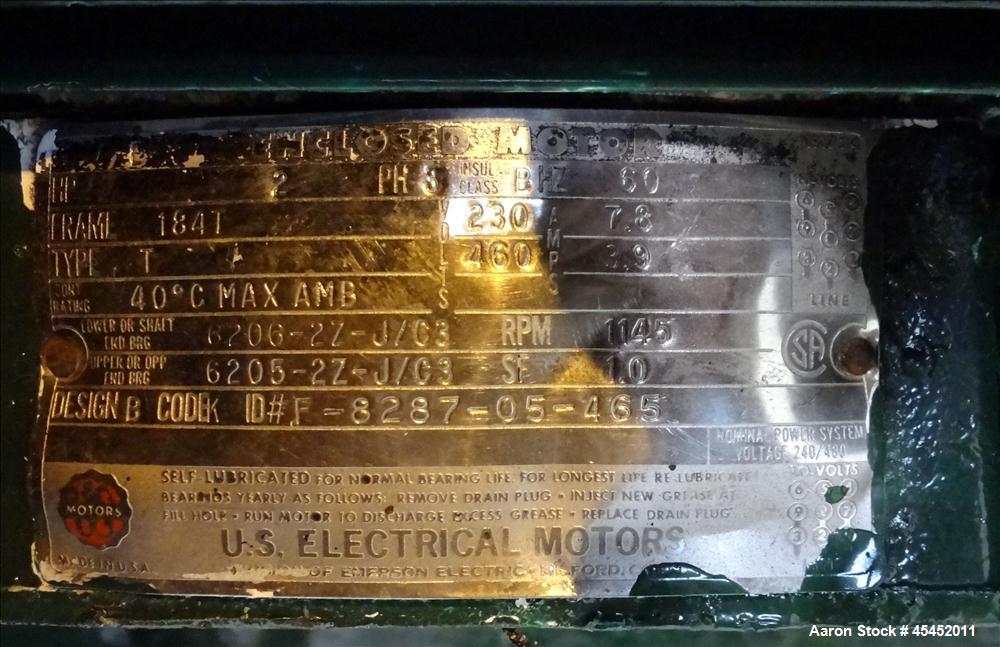 ENCLOSED MOTOR
HP 2 PH 3 INSUL CLASS B HZ 60
FRAME 184T VOLTS 230 AMPS 7.8
TYPE T 460 3.9
RATING 40°C MAX AMB
LINE
LOWER OR SHAFT END BRG 6206-2Z-J/C3 RPM 1145
UPPER OR OPP END BRG 6205-2Z-J/C3 SF 1.0
SA
DESIGN B CODE K ID# F-8287-05-465
NOMINAL POWER SYSTEM
VOLTAGE 240/480
VOLTS
SELF-LUBRICATED FOR NORMAL BEARING LIFE. FOR LONGEST LIFE RE-LUBRICATE
BEARINGS YEARLY AS FOLLOWS: REMOVE DRAIN PLUG • INJECT NEW GREASE AT
FILL HOLE • RUN MOTOR TO DISCHARGE EXCESS GREASE • REPLACE DRAIN PLUG
MOTORS
U.S. ELECTRICAL MOTORS
MADE IN U.S.A.
OF EMERSON ELECTRIC
Aaron Stock # 45452011